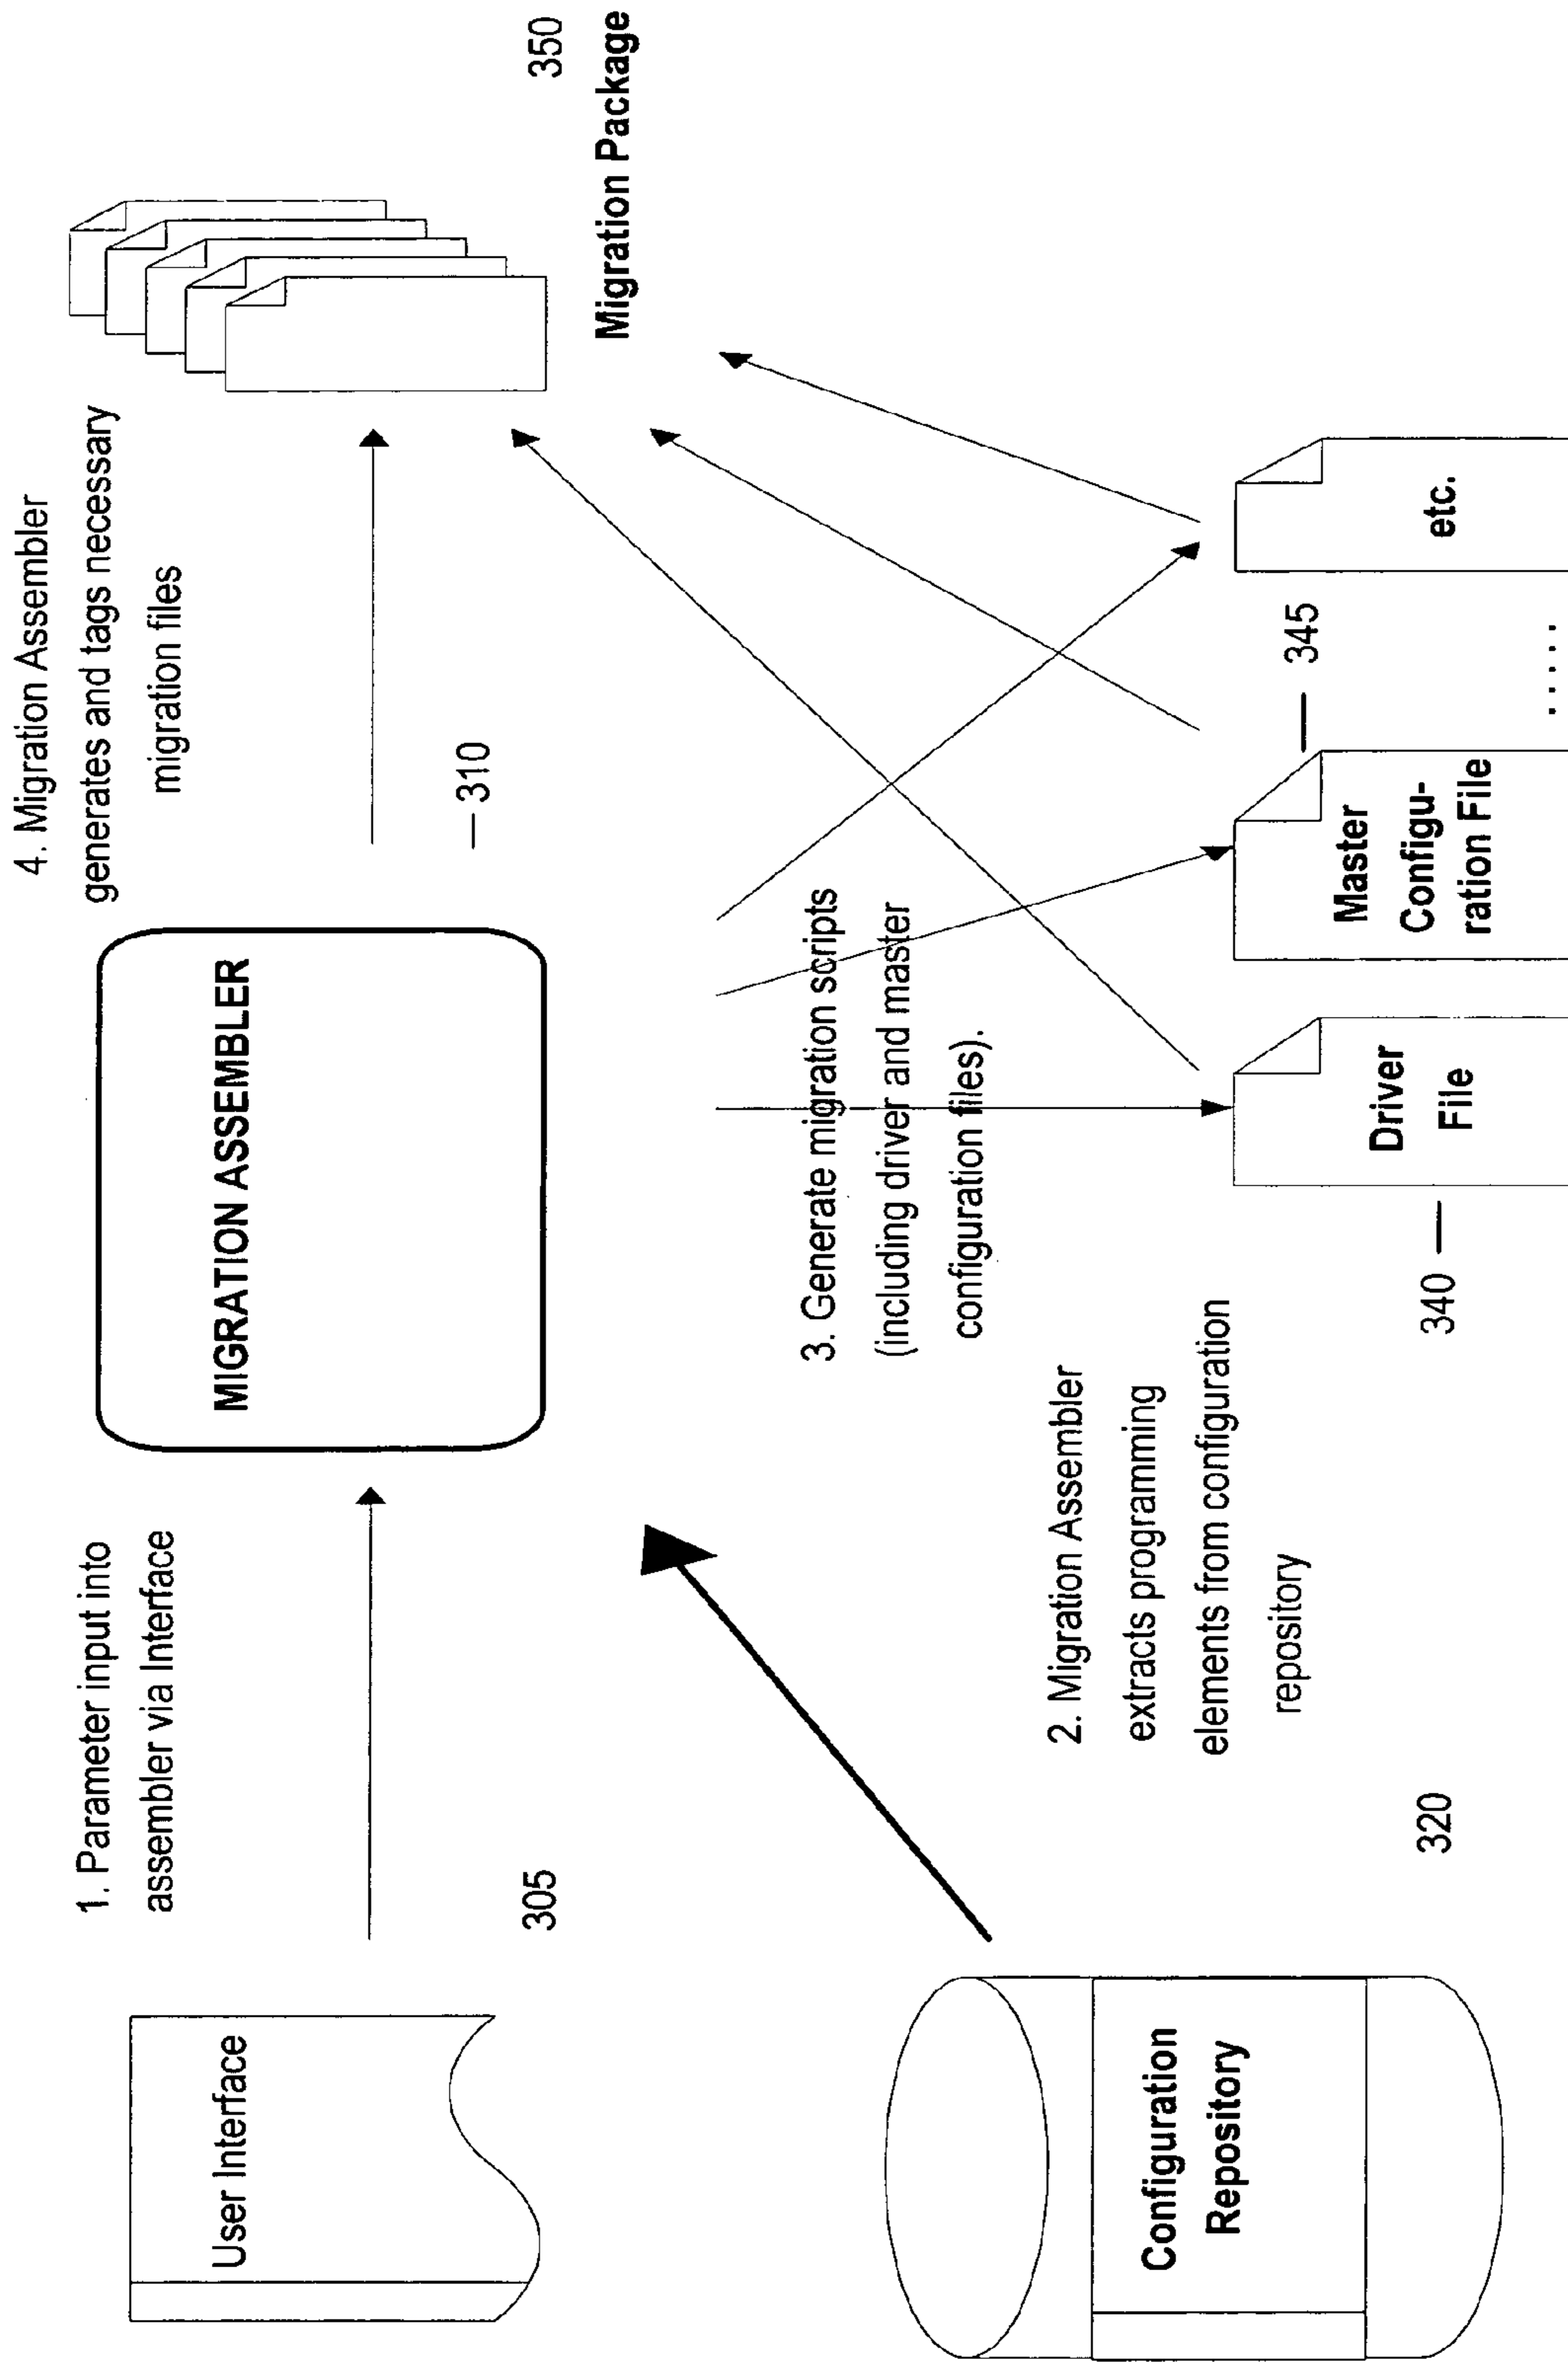 1. Parameter input into
assembler via Interface
4. Migration Assembler
generates and tags necessary
migration files
User Interface
MIGRATION ASSEMBLER
305
310
350
Migration Package
3. Generate migration scripts
(including driver and master
configuration files).
2. Migration Assembler
extracts programming
elements from configuration
repository
Configuration
Repository
320
340
Driver
File
Master
Configu-
ration File
345
.....
etc.